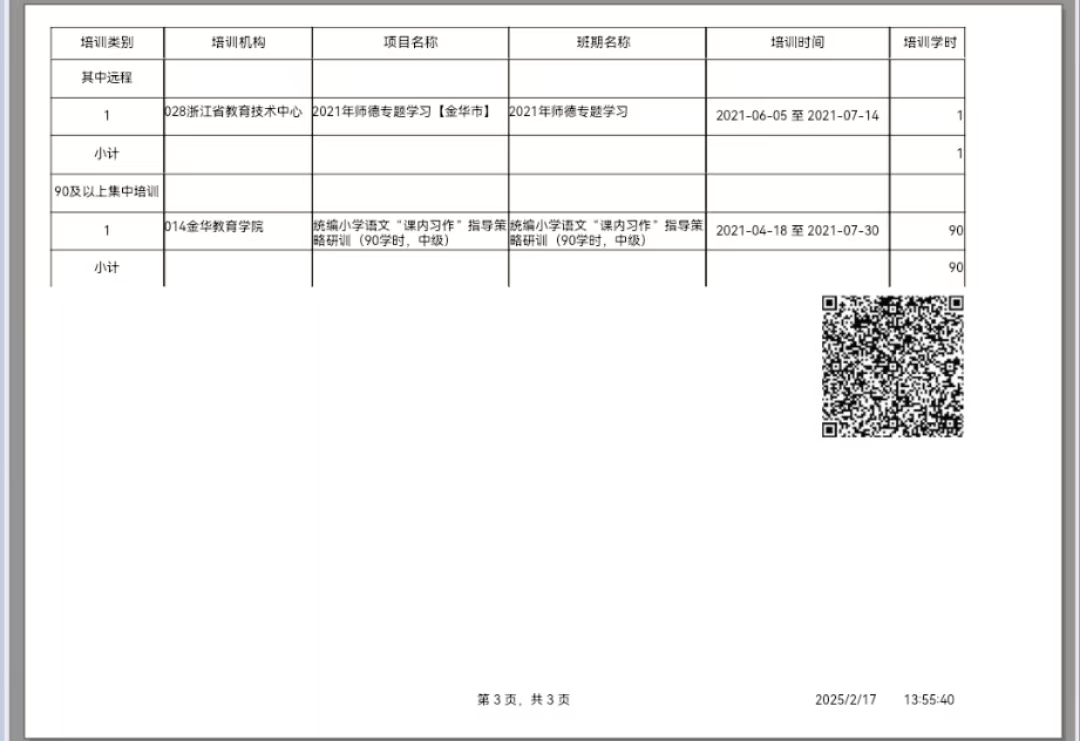 培训类别 培训机构 项目名称 班期名称 培训时间 培训学时
其中远程
1 028浙江省教育技术中心 2021年师德专题学习【金华市】 2021年师德专题学习 2021-06-05 至 2021-07-14 1
小计 1
90及以上集中培训
1 014金华教育学院 统编小学语文“课内习作”指导策略研训（90学时，中级） 统编小学语文“课内习作”指导策略研训（90学时，中级） 2021-04-18 至 2021-07-30 90
小计 90
第 3 页，共 3 页 2025/2/17 13:55:40